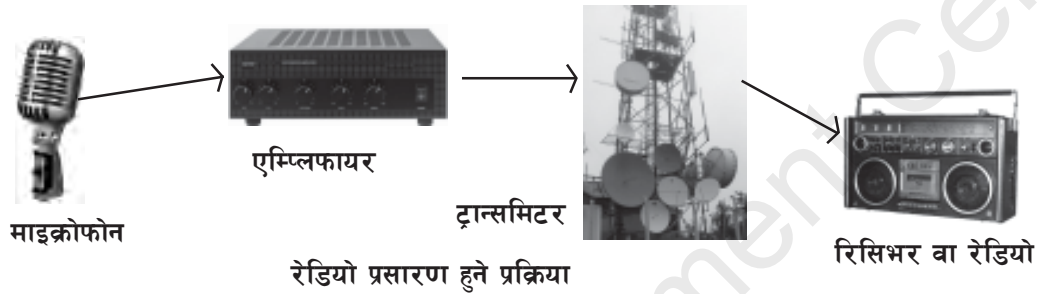 एम्प्लिफायर
ट्रान्समिटर
माइक्रोफोन
रिसिभर वा रेडियो
रेडियो प्रसारण हुने प्रक्रिया